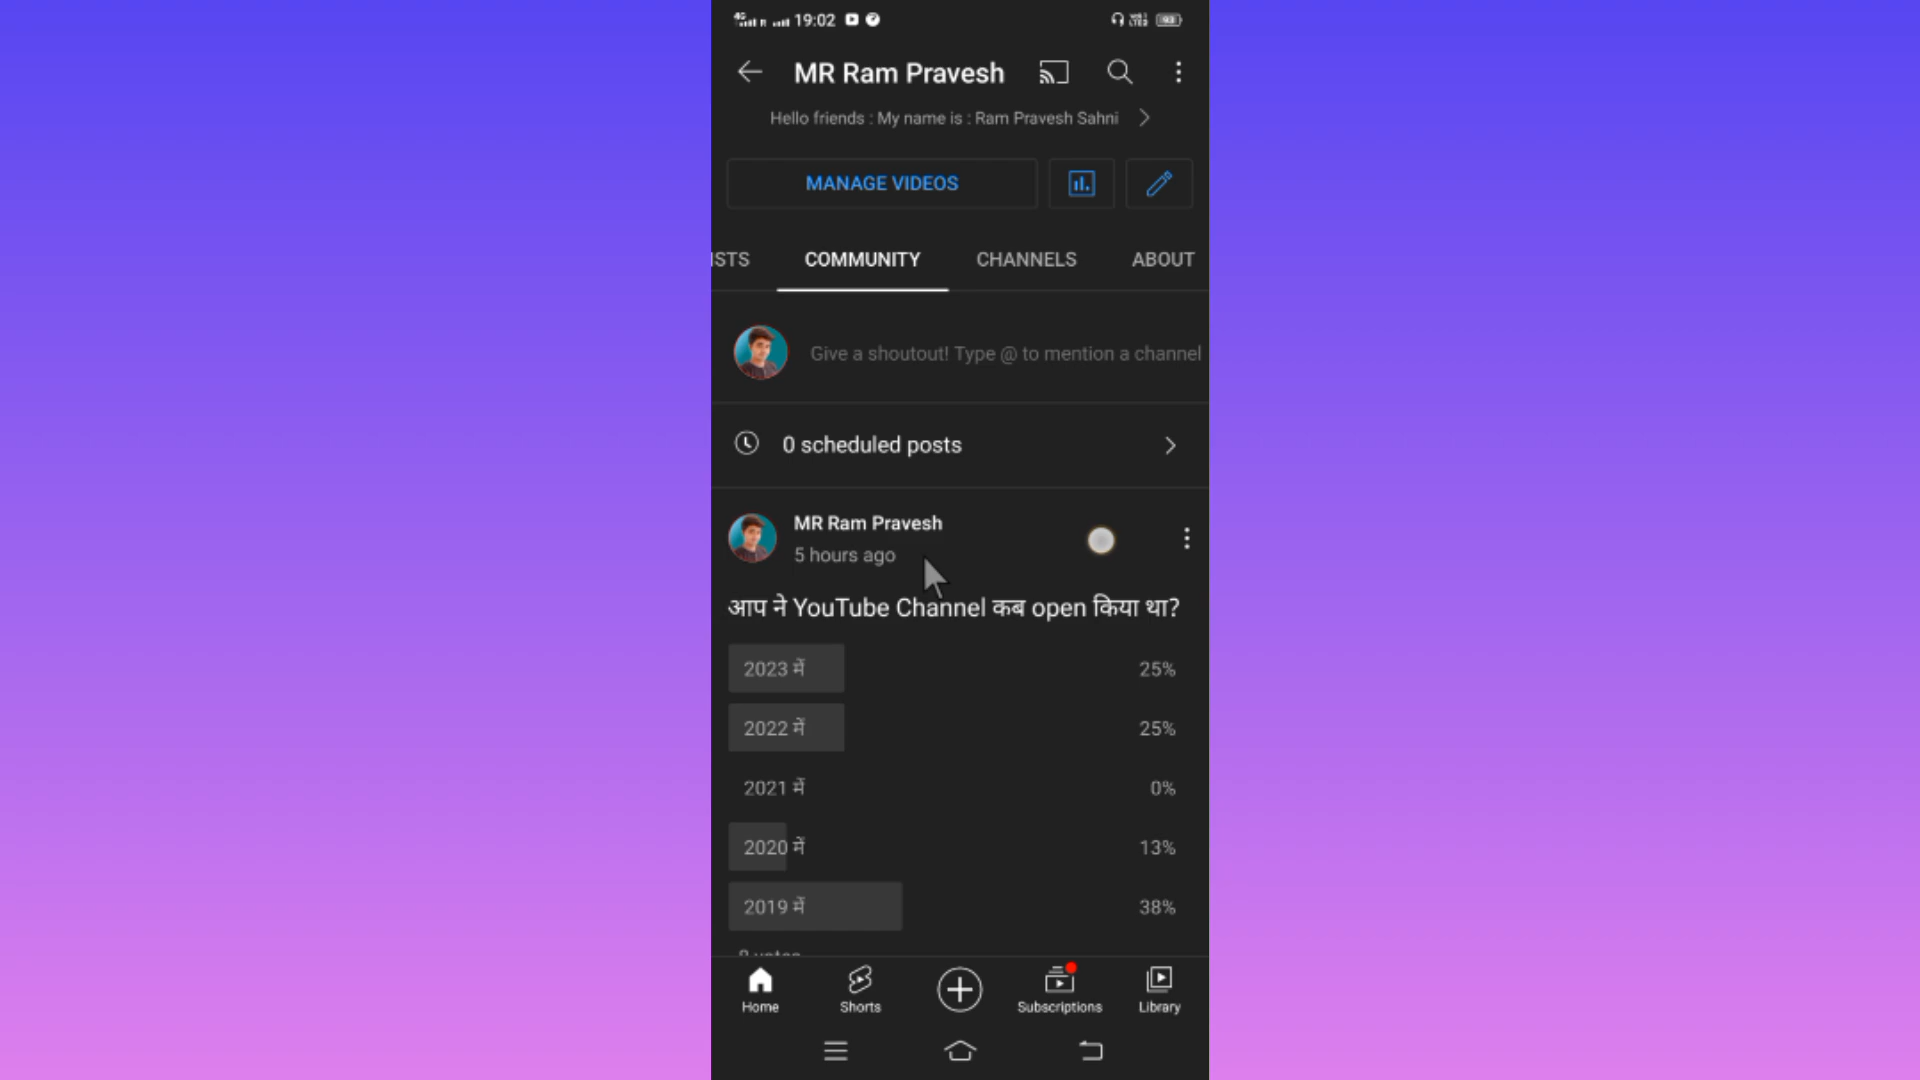 19:02
MR Ram Pravesh
Hello friends : My name is : Ram Pravesh Sahni
MANAGE VIDEOS
ISTS COMMUNITY CHANNELS ABOUT
Give a shoutout! Type @ to mention a channel
0 scheduled posts
MR Ram Pravesh
5 hours ago
आप ने YouTube Channel कब open किया था?
2023 में 25%
2022 में 25%
2021 में 0%
2020 में 13%
2019 में 38%
Home Shorts Subscriptions Library